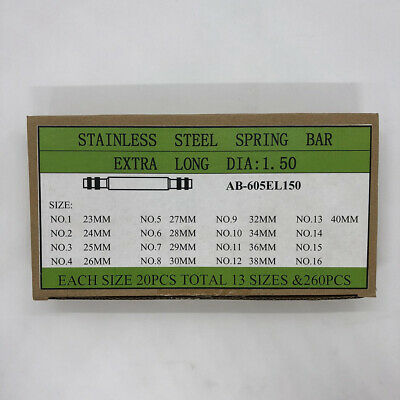 STAINLESS STEEL SPRING BAR
EXTRA LONG DIA:1.50
AB-605EL150
SIZE:
NO.1 23MM NO.5 27MM NO.9 32MM NO.13 40MM
NO.2 24MM NO.6 28MM NO.10 34MM NO.14
NO.3 25MM NO.7 29MM NO.11 36MM NO.15
NO.4 26MM NO.8 30MM NO.12 38MM NO.16
EACH SIZE 20PCS TOTAL 13 SIZES &260PCS